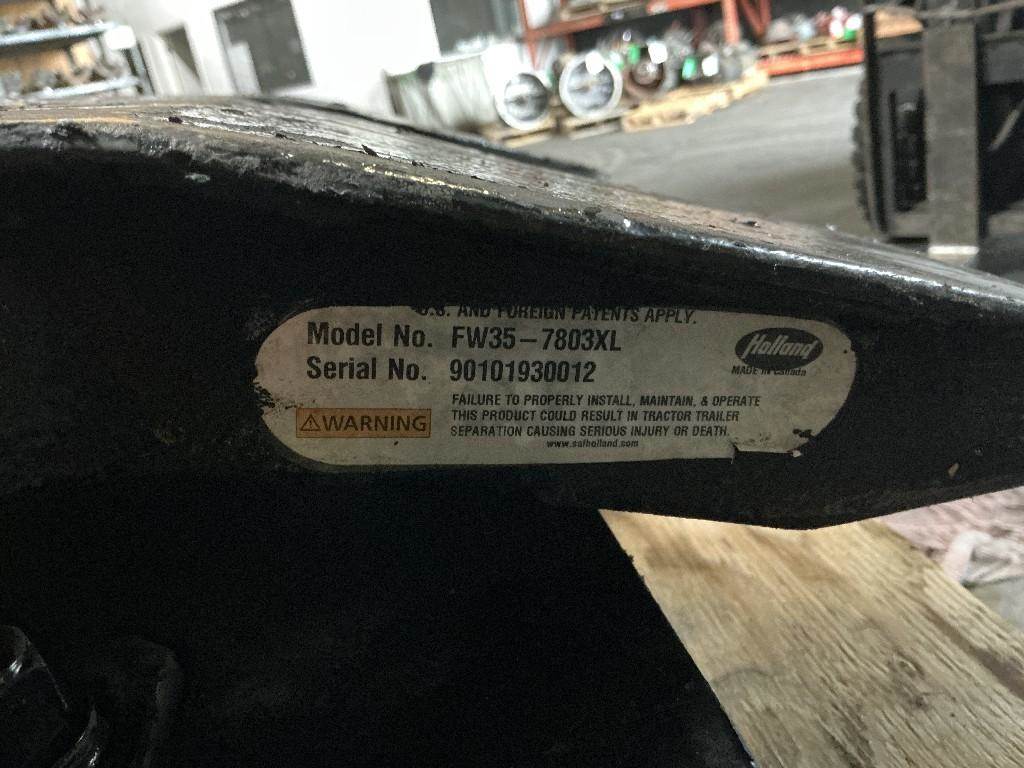 U.S. AND FOREIGN PATENTS APPLY.
Model No. FW35-7803XL
Serial No. 90101930012
Holland
MADE IN Canada
⚠WARNING
FAILURE TO PROPERLY INSTALL, MAINTAIN, & OPERATE
THIS PRODUCT COULD RESULT IN TRACTOR TRAILER
SEPARATION CAUSING SERIOUS INJURY OR DEATH.
www.safholland.com